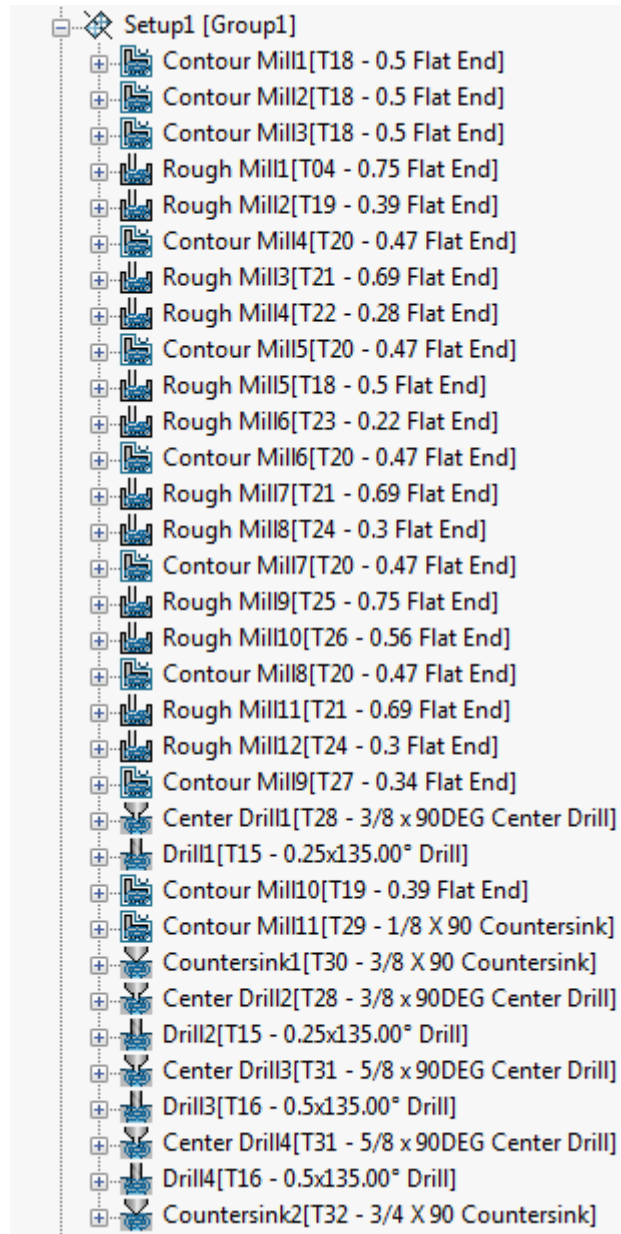 Setup1 [Group1]
Contour Mill1[T18 - 0.5 Flat End]
Contour Mill2[T18 - 0.5 Flat End]
Contour Mill3[T18 - 0.5 Flat End]
Rough Mill1[T04 - 0.75 Flat End]
Rough Mill2[T19 - 0.39 Flat End]
Contour Mill4[T20 - 0.47 Flat End]
Rough Mill3[T21 - 0.69 Flat End]
Rough Mill4[T22 - 0.28 Flat End]
Contour Mill5[T20 - 0.47 Flat End]
Rough Mill5[T18 - 0.5 Flat End]
Rough Mill6[T23 - 0.22 Flat End]
Contour Mill6[T20 - 0.47 Flat End]
Rough Mill7[T21 - 0.69 Flat End]
Rough Mill8[T24 - 0.3 Flat End]
Contour Mill7[T20 - 0.47 Flat End]
Rough Mill9[T25 - 0.75 Flat End]
Rough Mill10[T26 - 0.56 Flat End]
Contour Mill8[T20 - 0.47 Flat End]
Rough Mill11[T21 - 0.69 Flat End]
Rough Mill12[T24 - 0.3 Flat End]
Contour Mill9[T27 - 0.34 Flat End]
Center Drill1[T28 - 3/8 x 90DEG Center Drill]
Drill1[T15 - 0.25x135.00° Drill]
Contour Mill10[T19 - 0.39 Flat End]
Contour Mill11[T29 - 1/8 X 90 Countersink]
Countersink1[T30 - 3/8 X 90 Countersink]
Center Drill2[T28 - 3/8 x 90DEG Center Drill]
Drill2[T15 - 0.25x135.00° Drill]
Center Drill3[T31 - 5/8 x 90DEG Center Drill]
Drill3[T16 - 0.5x135.00° Drill]
Center Drill4[T31 - 5/8 x 90DEG Center Drill]
Drill4[T16 - 0.5x135.00° Drill]
Countersink2[T32 - 3/4 X 90 Countersink]